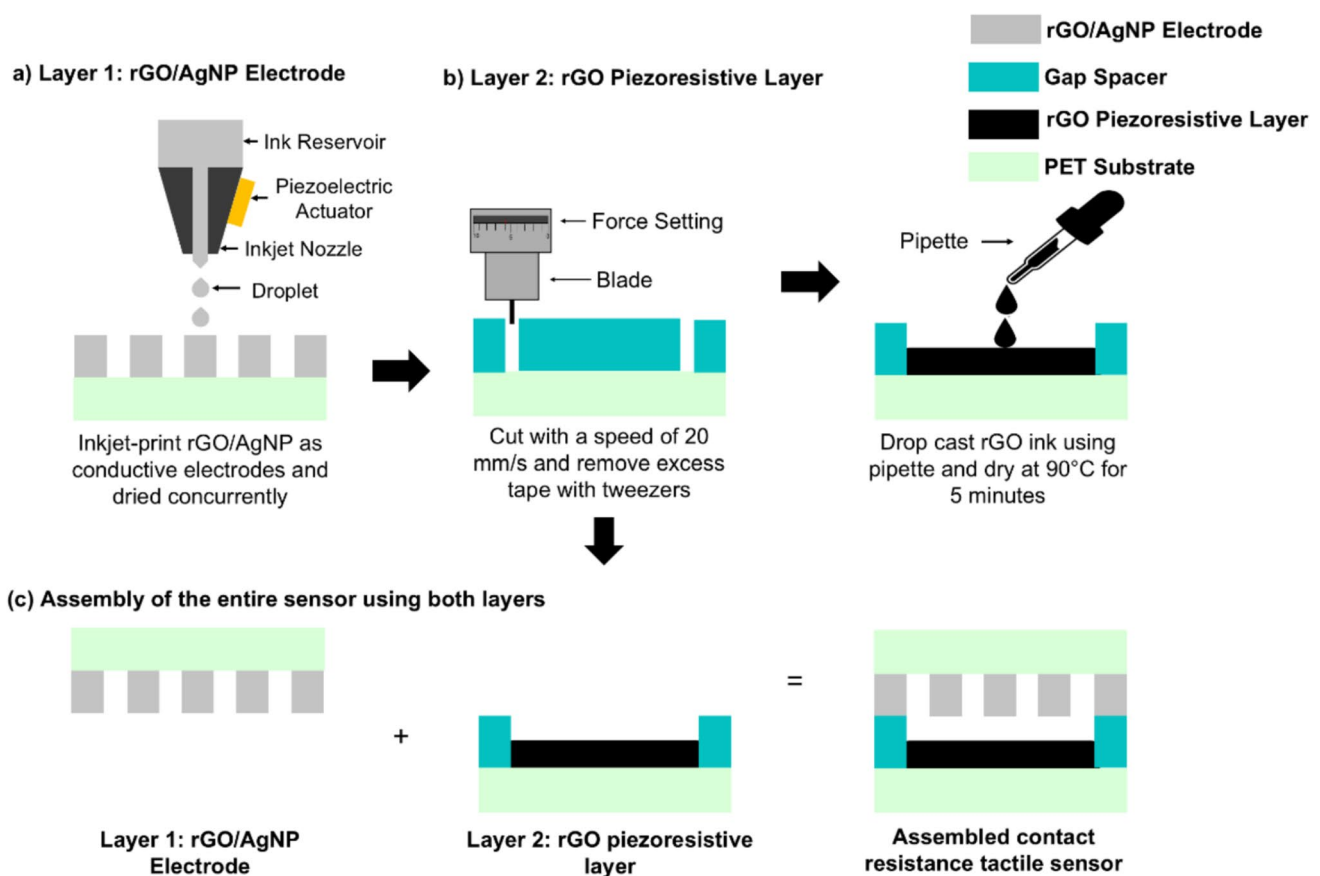 rGO/AgNP Electrode
Gap Spacer
rGO Piezoresistive Layer
PET Substrate
a) Layer 1: rGO/AgNP Electrode
Ink Reservoir
Piezoelectric
Actuator
Inkjet Nozzle
Droplet
Inkjet-print rGO/AgNP as
conductive electrodes and
dried concurrently
b) Layer 2: rGO Piezoresistive Layer
Force Setting
Blade
Cut with a speed of 20
mm/s and remove excess
tape with tweezers
Pipette
Drop cast rGO ink using
pipette and dry at 90°C for
5 minutes
(c) Assembly of the entire sensor using both layers
+
=
Layer 1: rGO/AgNP
Electrode
Layer 2: rGO piezoresistive
layer
Assembled contact
resistance tactile sensor